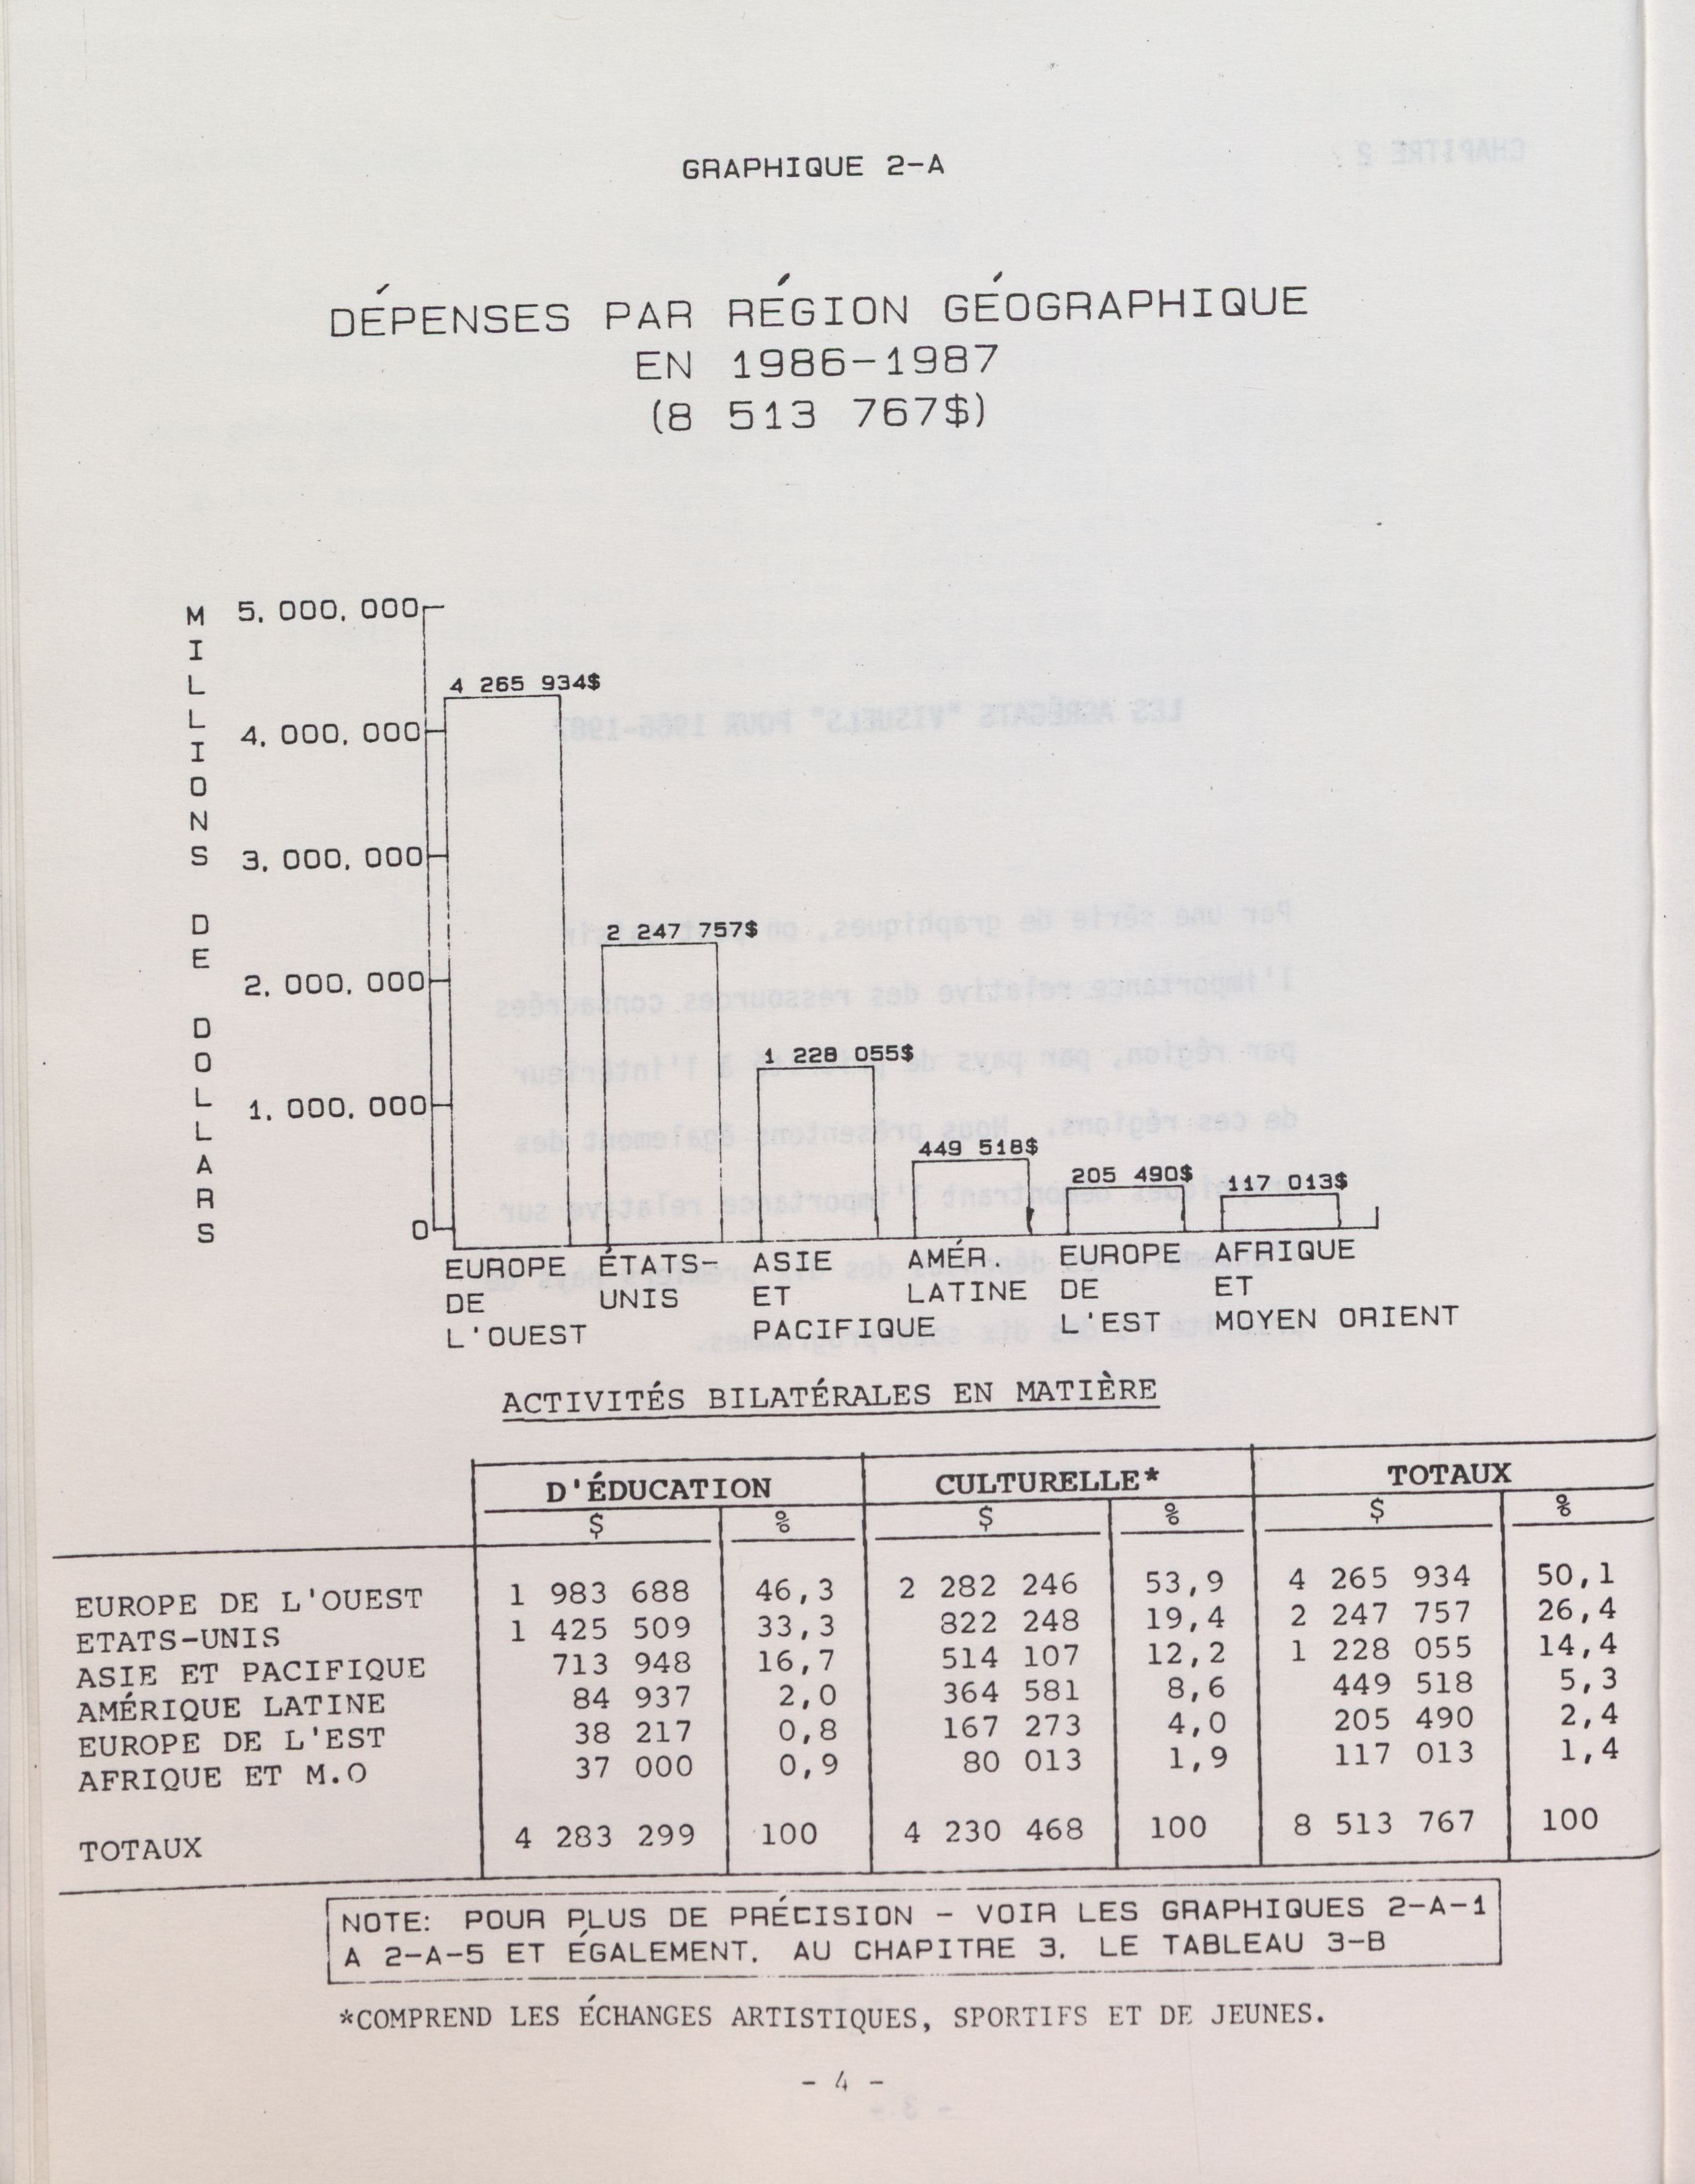 GRAPHIQUE 2-A
DÉPENSES PAR RÉGION GÉOGRAPHIQUE
EN 1986-1987
(8 513 767$)
MILLIONS DE DOLLARS
5, 000, 000
4, 000, 000
3, 000, 000
2, 000, 000
1, 000, 000
0
4 265 934$
2 247 757$
1 228 055$
449 518$
205 490$
117 013$
EUROPE DE L'OUEST
ÉTATS-UNIS
ASIE ET PACIFIQUE
AMÉR. LATINE
EUROPE DE L'EST
AFRIQUE ET MOYEN ORIENT
ACTIVITÉS BILATÉRALES EN MATIÈRE
D'ÉDUCATION CULTURELLE* TOTAUX
$ % $ % $ %
EUROPE DE L'OUEST 1 983 688 46,3 2 282 246 53,9 4 265 934 50,1
ETATS-UNIS 1 425 509 33,3 822 248 19,4 2 247 757 26,4
ASIE ET PACIFIQUE 713 948 16,7 514 107 12,2 1 228 055 14,4
AMÉRIQUE LATINE 84 937 2,0 364 581 8,6 449 518 5,3
EUROPE DE L'EST 38 217 0,8 167 273 4,0 205 490 2,4
AFRIQUE ET M.O 37 000 0,9 80 013 1,9 117 013 1,4
TOTAUX 4 283 299 100 4 230 468 100 8 513 767 100
NOTE: POUR PLUS DE PRÉCISION - VOIR LES GRAPHIQUES 2-A-1
A 2-A-5 ET ÉGALEMENT, AU CHAPITRE 3, LE TABLEAU 3-B
*COMPREND LES ÉCHANGES ARTISTIQUES, SPORTIFS ET DE JEUNES.
- 4 -